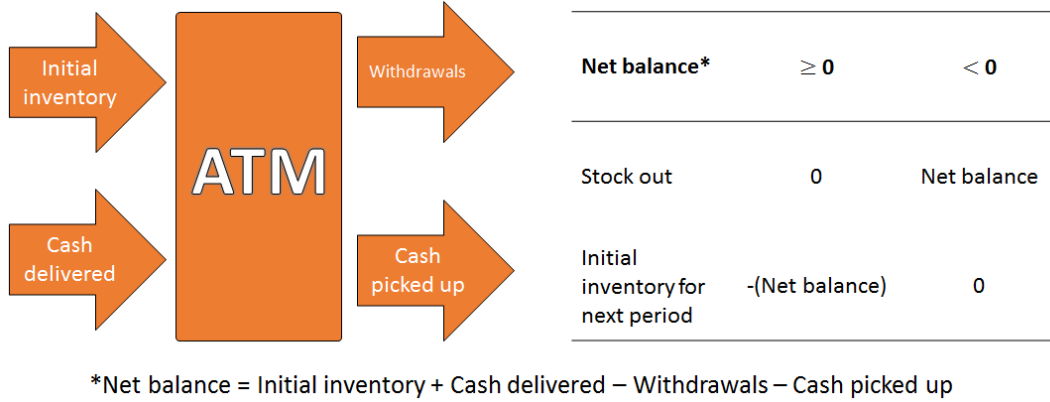 Initial
inventory
Withdrawals
ATM
Cash
delivered
Cash
picked up
Net balance* ≥ 0 < 0
Stock out 0 Net balance
Initial
inventory for
next period
-(Net balance) 0
*Net balance = Initial inventory + Cash delivered – Withdrawals – Cash picked up